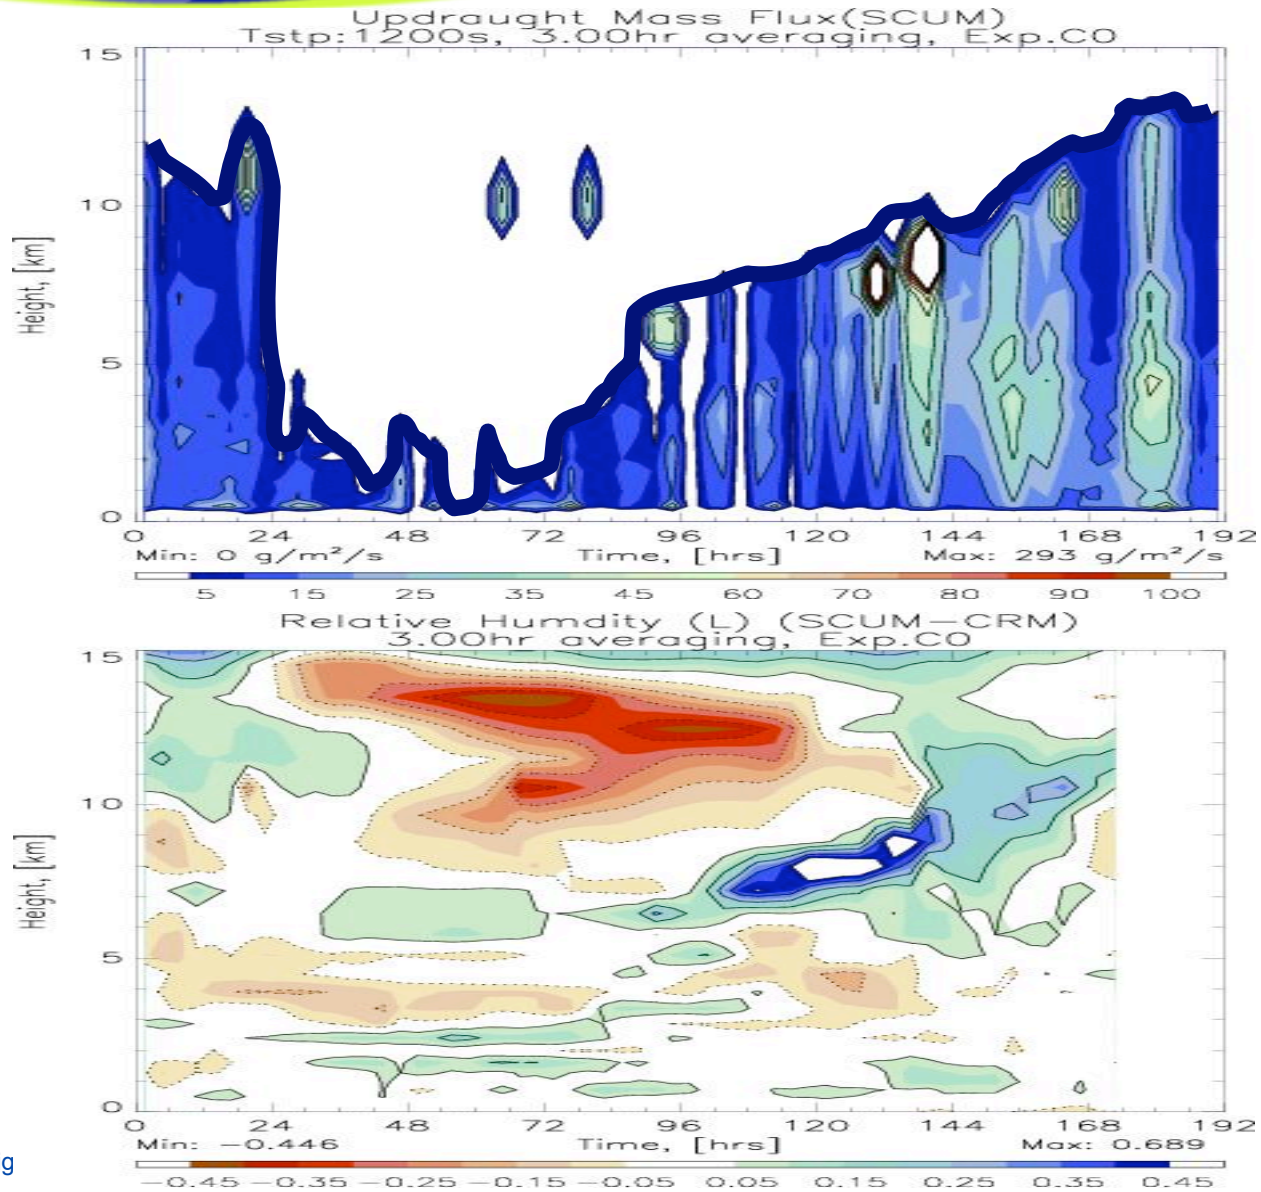 Updraught Mass Flux(SCUM)
Tstp:1200s, 3.00hr averaging, Exp.C0
15
10
5
0
Height, [km]
0 24 48 72 96 120 144 168 192
Min: 0 g/m²/s Time, [hrs] Max: 293 g/m²/s
5 15 25 35 45 60 70 80 90 100
Relative Humdity (L) (SCUM-CRM)
3.00hr averaging, Exp.C0
15
10
5
0
Height, [km]
0 24 48 72 96 120 144 168 192
Min: -0.446 Time, [hrs] Max: 0.689
g
-0.45 -0.35 -0.25 -0.15 -0.05 0.05 0.15 0.25 0.35 0.45